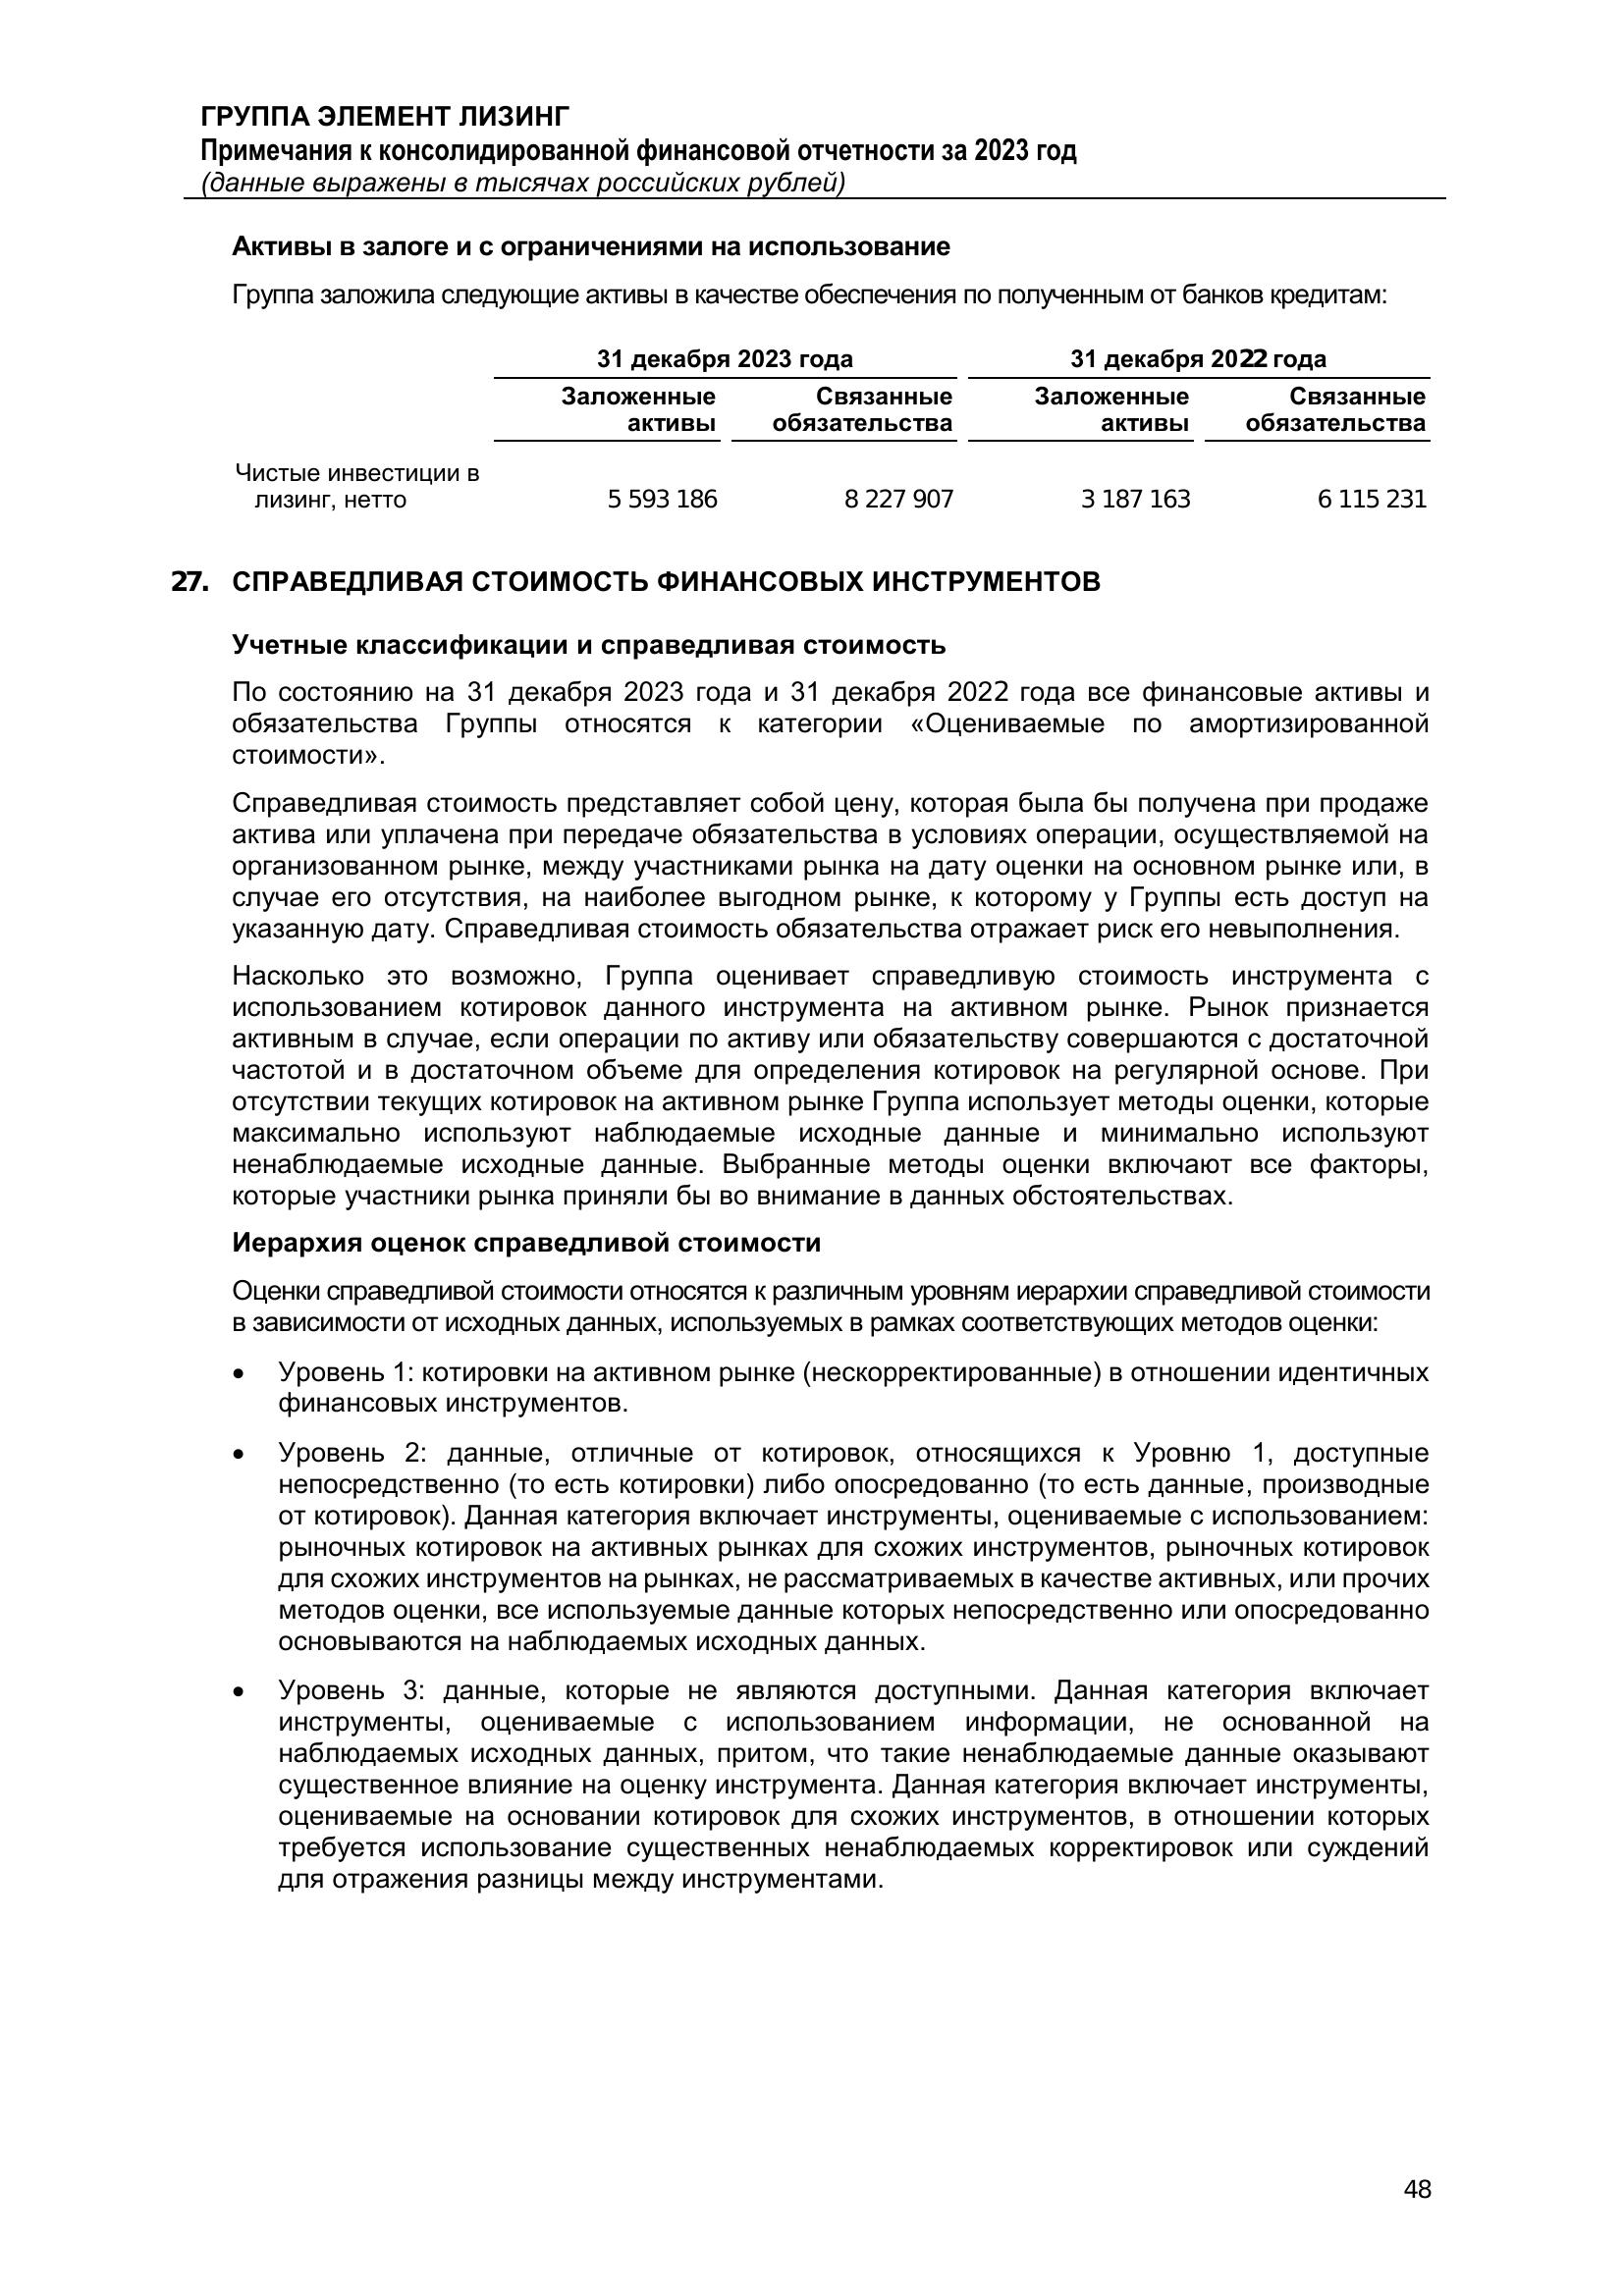 ГРУППА ЭЛЕМЕНТ ЛИЗИНГ
Примечания к консолидированной финансовой отчетности за 2023 год
(данные выражены в тысячах российских рублей)
Активы в залоге и с ограничениями на использование
Группа заложила следующие активы в качестве обеспечения по полученным от банков кредитам:
31 декабря 2023 года 31 декабря 2022 года
Заложенные Связанные Заложенные Связанные
активы обязательства активы обязательства
Чистые инвестиции в
лизинг, нетто 5 593 186 8 227 907 3 187 163 6 115 231
27. СПРАВЕДЛИВАЯ СТОИМОСТЬ ФИНАНСОВЫХ ИНСТРУМЕНТОВ
Учетные классификации и справедливая стоимость
По состоянию на 31 декабря 2023 года и 31 декабря 2022 года все финансовые активы и
обязательства Группы относятся к категории «Оцениваемые по амортизированной
стоимости».
Справедливая стоимость представляет собой цену, которая была бы получена при продаже
актива или уплачена при передаче обязательства в условиях операции, осуществляемой на
организованном рынке, между участниками рынка на дату оценки на основном рынке или, в
случае его отсутствия, на наиболее выгодном рынке, к которому у Группы есть доступ на
указанную дату. Справедливая стоимость обязательства отражает риск его невыполнения.
Насколько это возможно, Группа оценивает справедливую стоимость инструмента с
использованием котировок данного инструмента на активном рынке. Рынок признается
активным в случае, если операции по активу или обязательству совершаются с достаточной
частотой и в достаточном объеме для определения котировок на регулярной основе. При
отсутствии текущих котировок на активном рынке Группа использует методы оценки, которые
максимально используют наблюдаемые исходные данные и минимально используют
ненаблюдаемые исходные данные. Выбранные методы оценки включают все факторы,
которые участники рынка приняли бы во внимание в данных обстоятельствах.
Иерархия оценок справедливой стоимости
Оценки справедливой стоимости относятся к различным уровням иерархии справедливой стоимости
в зависимости от исходных данных, используемых в рамках соответствующих методов оценки:
• Уровень 1: котировки на активном рынке (нескорректированные) в отношении идентичных
финансовых инструментов.
• Уровень 2: данные, отличные от котировок, относящихся к Уровню 1, доступные
непосредственно (то есть котировки) либо опосредованно (то есть данные, производные
от котировок). Данная категория включает инструменты, оцениваемые с использованием:
рыночных котировок на активных рынках для схожих инструментов, рыночных котировок
для схожих инструментов на рынках, не рассматриваемых в качестве активных, или прочих
методов оценки, все используемые данные которых непосредственно или опосредованно
основываются на наблюдаемых исходных данных.
• Уровень 3: данные, которые не являются доступными. Данная категория включает
инструменты, оцениваемые с использованием информации, не основанной на
наблюдаемых исходных данных, притом, что такие ненаблюдаемые данные оказывают
существенное влияние на оценку инструмента. Данная категория включает инструменты,
оцениваемые на основании котировок для схожих инструментов, в отношении которых
требуется использование существенных ненаблюдаемых корректировок или суждений
для отражения разницы между инструментами.
48